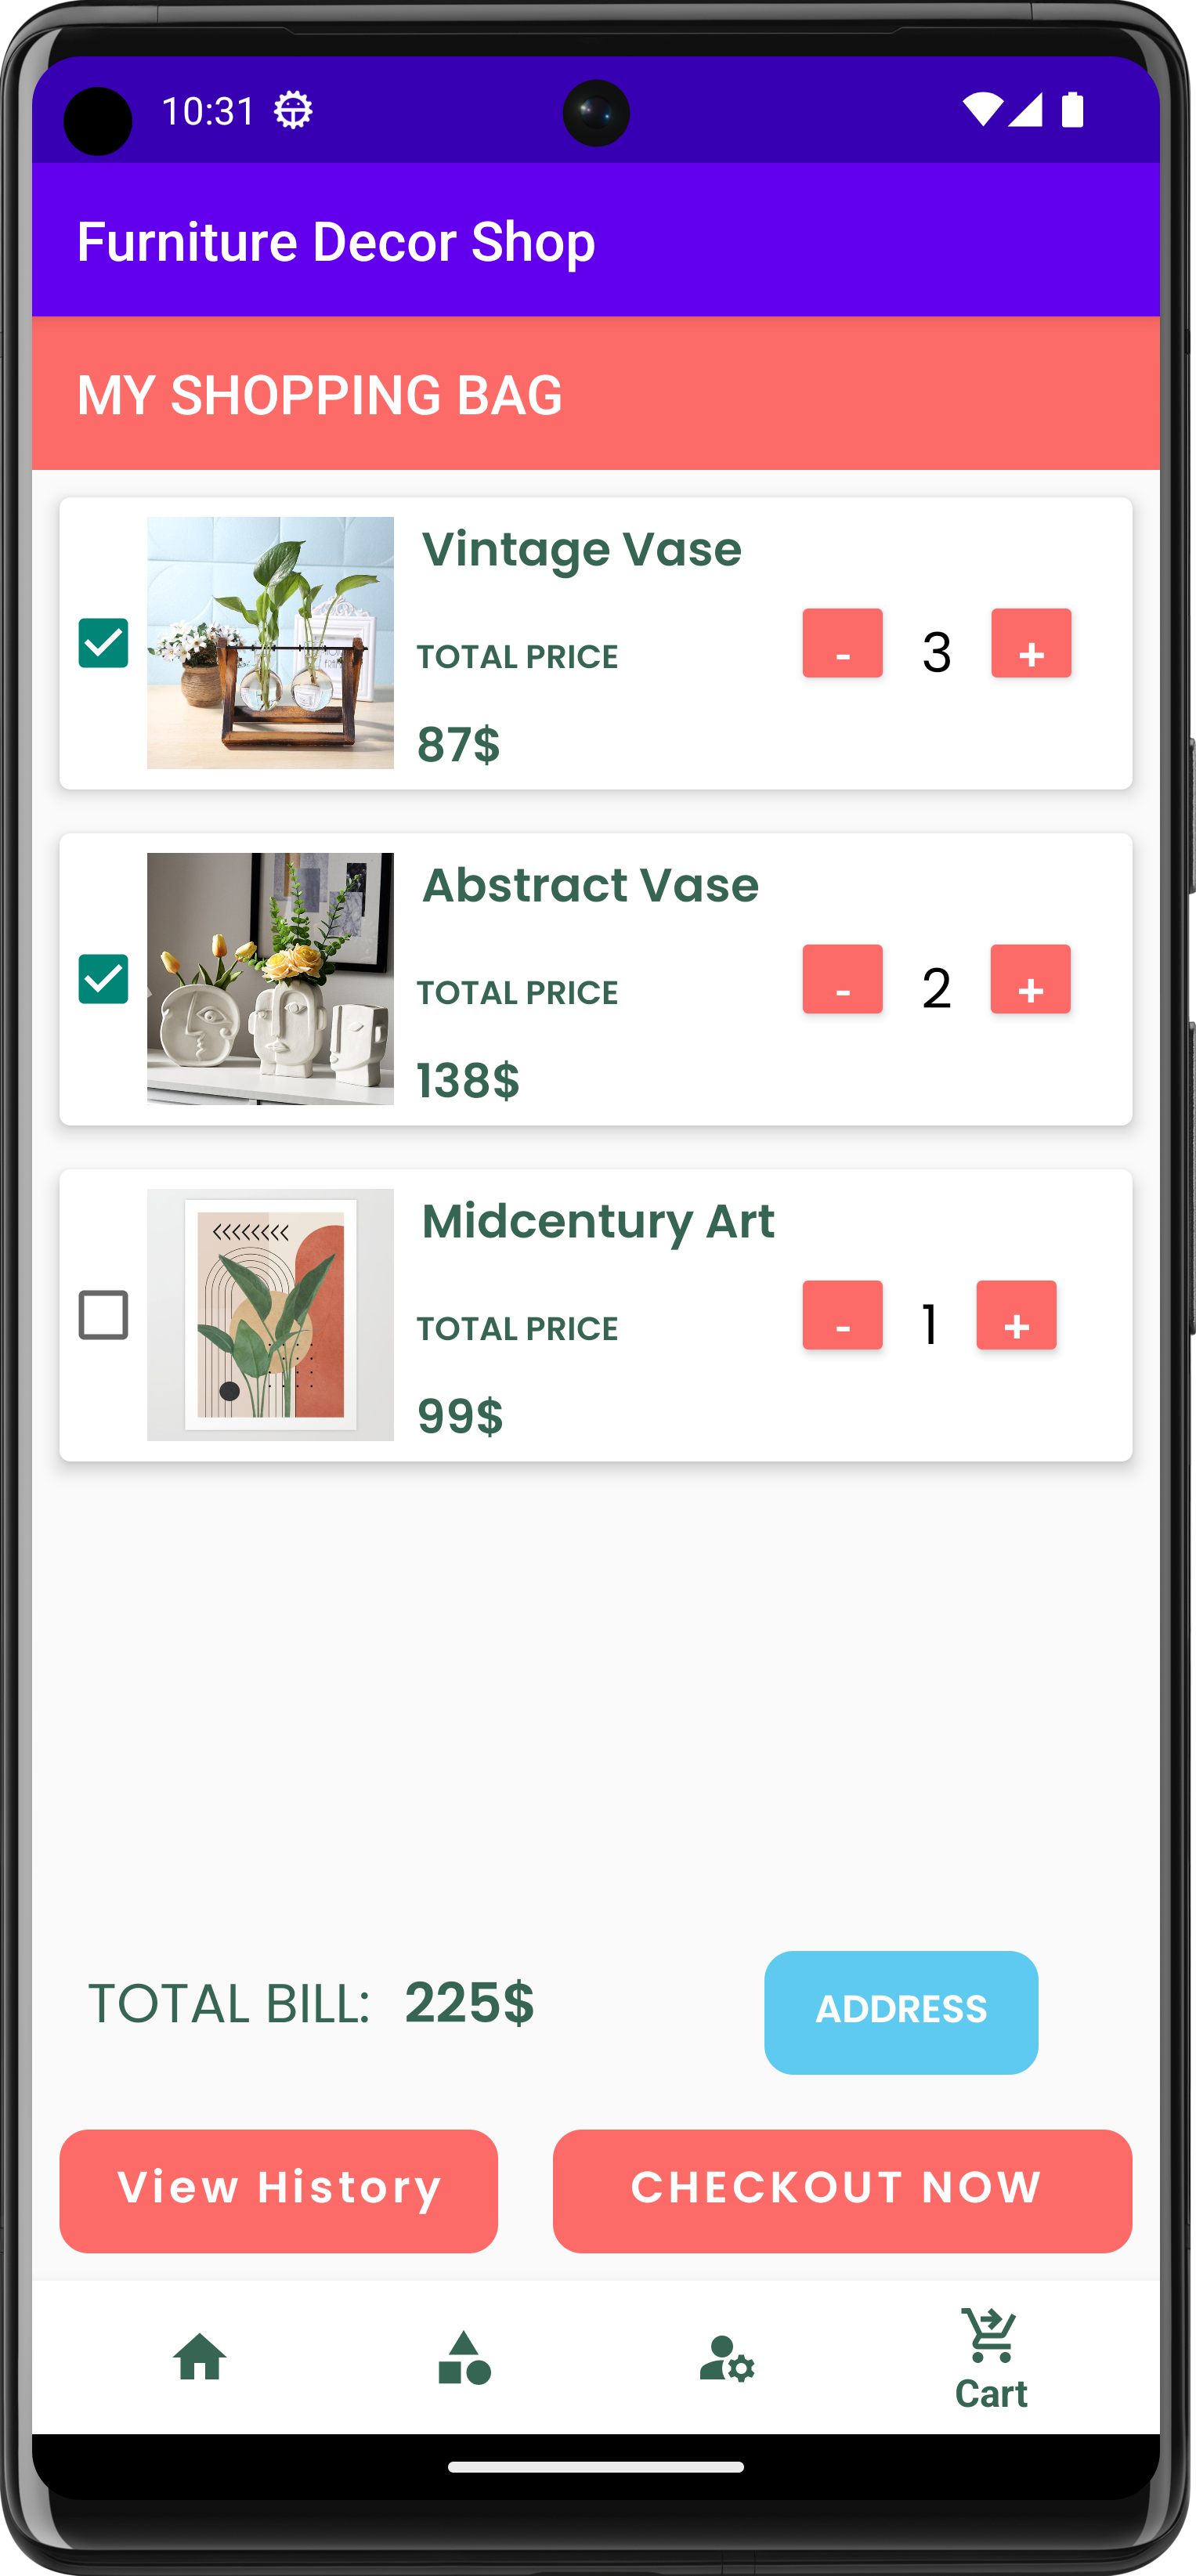 10:31
Furniture Decor Shop
MY SHOPPING BAG
Vintage Vase
TOTAL PRICE
- 3 +
87$
Abstract Vase
TOTAL PRICE
- 2 +
138$
Midcentury Art
TOTAL PRICE
- 1 +
99$
TOTAL BILL: 225$
ADDRESS
View History
CHECKOUT NOW
Cart